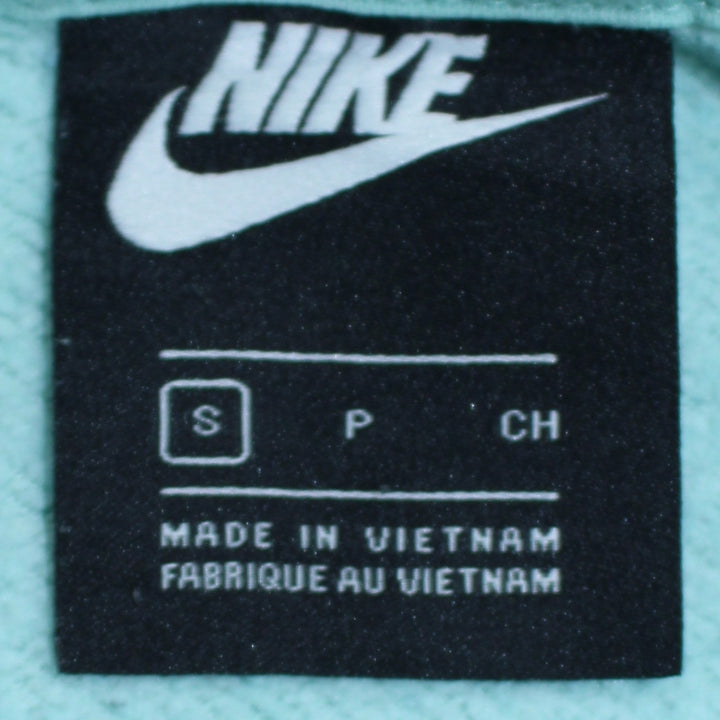 NIKE
S P CH
MADE IN VIETNAM
FABRIQUE AU VIETNAM